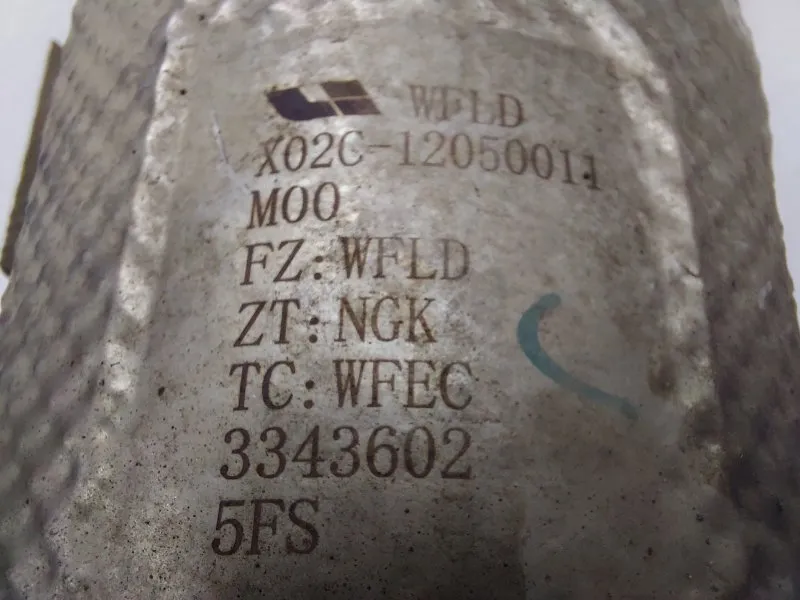 WFLD
X02C-12050011
M00
FZ:WFLD
ZT:NGK
TC:WFEC
3343602
5FS